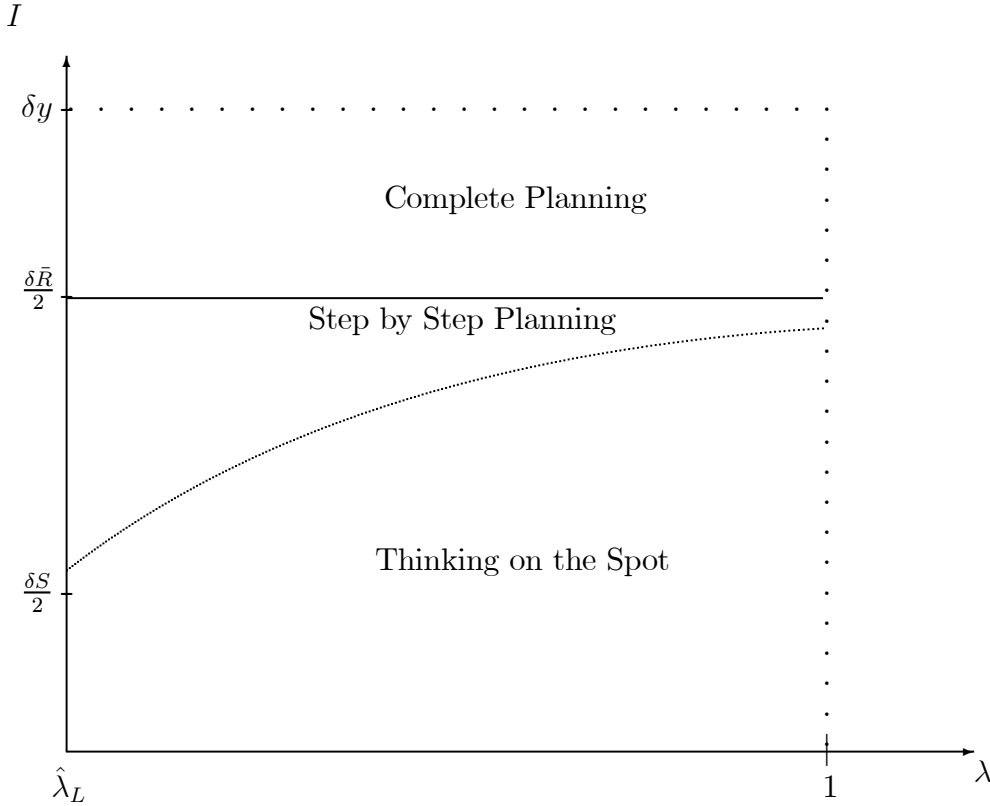 I
δy
Complete Planning
δR̄/2
Step by Step Planning
Thinking on the Spot
δS/2
λ̂_L
1
λ